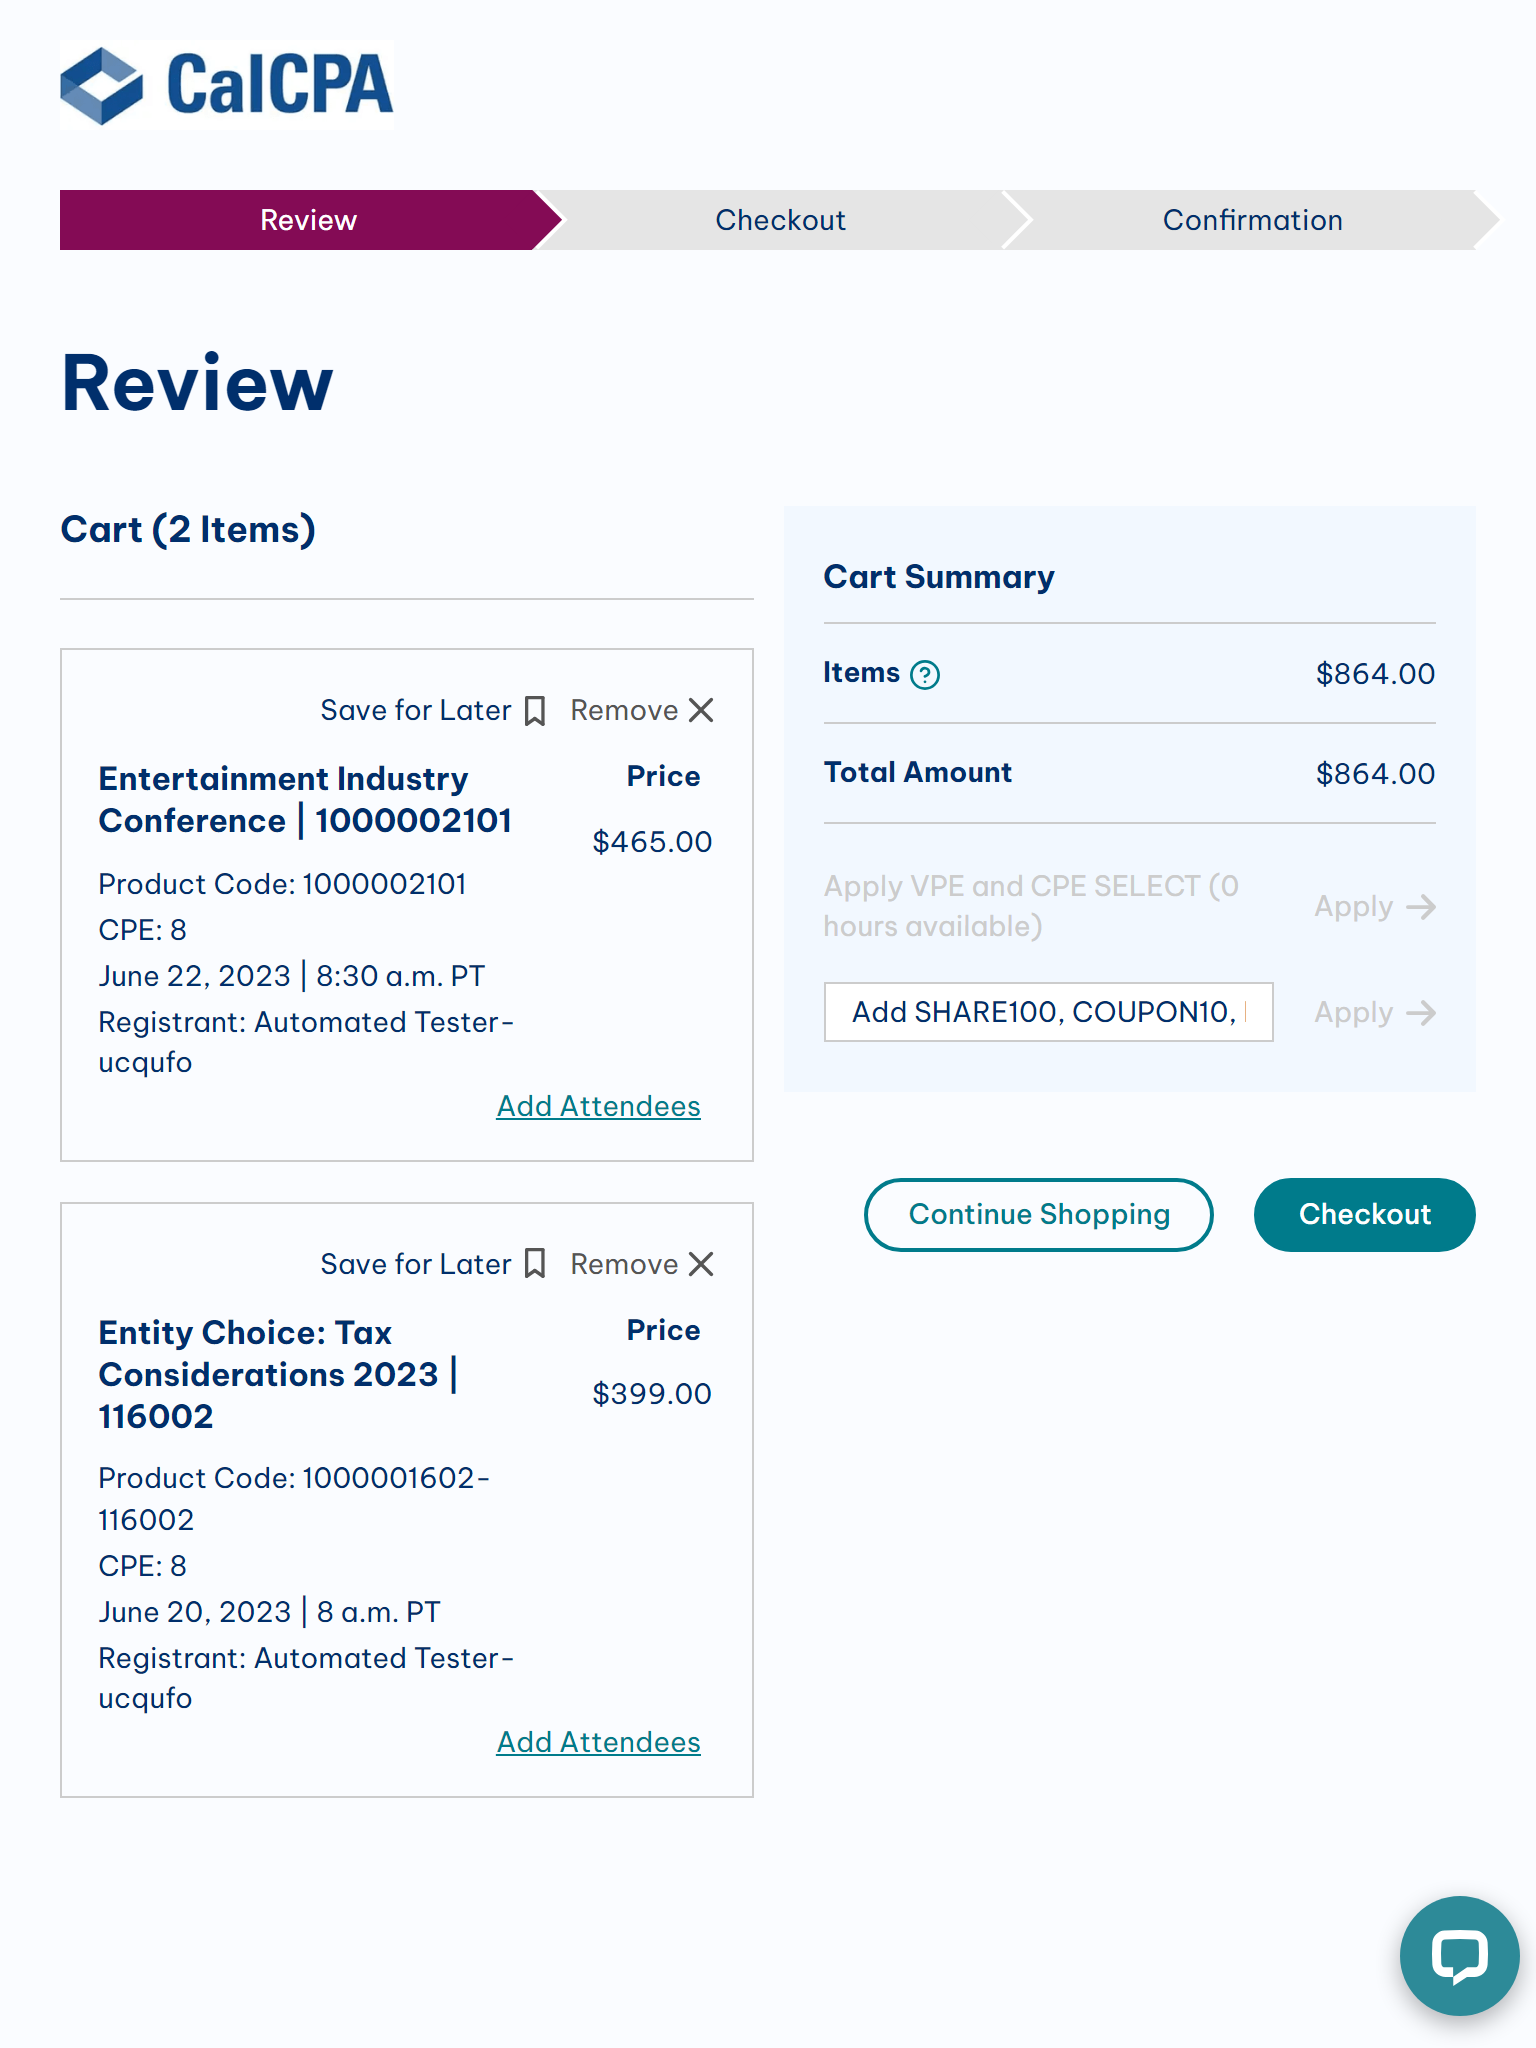 CalCPA
Review
Checkout
Confirmation
Review
Cart (2 Items)
Save for Later
Remove
Entertainment Industry
Conference | 1000002101
Price
$465.00
Product Code: 1000002101
CPE: 8
June 22, 2023 | 8:30 a.m. PT
Registrant: Automated Tester-
ucqufo
Add Attendees
Save for Later
Remove
Entity Choice: Tax
Considerations 2023 |
116002
Price
$399.00
Product Code: 1000001602-
116002
CPE: 8
June 20, 2023 | 8 a.m. PT
Registrant: Automated Tester-
ucqufo
Add Attendees
Cart Summary
Items ?
$864.00
Total Amount
$864.00
Apply VPE and CPE SELECT (0
hours available)
Apply
Add SHARE100, COUPON10,
Apply
Continue Shopping
Checkout